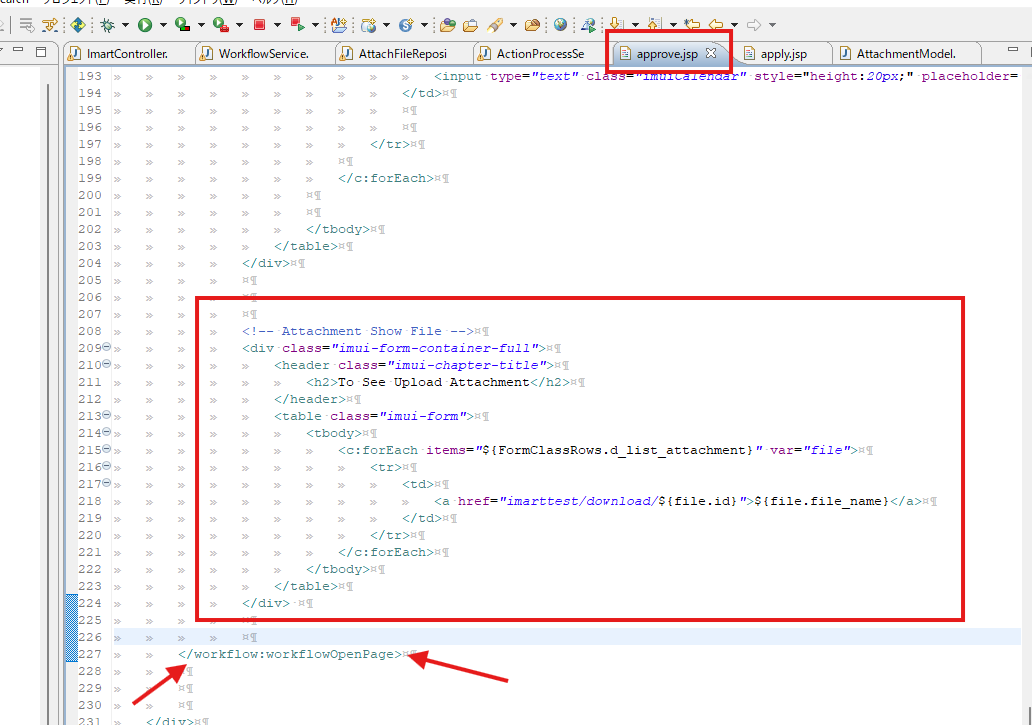 ImartController.
WorkflowService.
AttachFileReposi
ActionProcessSe
approve.jsp
apply.jsp
AttachmentModel.
193 <input type="text" class="imuiCalendar" style="height:20px;" placeholder=
194 </td>
195
196
197 </tr>
198
199 </c:forEach>
200
201
202 </tbody>
203 </table>
204 </div>
205
206
207
208 <!-- Attachment Show File -->
209 <div class="imui-form-container-full">
210 <header class="imui-chapter-title">
211 <h2>To See Upload Attachment</h2>
212 </header>
213 <table class="imui-form">
214 <tbody>
215 <c:forEach items="${FormClassRows.d_list_attachment}" var="file">
216 <tr>
217 <td>
218 <a href="imarttest/download/${file.id}">${file.file_name}</a>
219 </td>
220 </tr>
221 </c:forEach>
222 </tbody>
223 </table>
224 </div>
225
226
227 </workflow:workflowOpenPage>
228
229
230
231 </div>